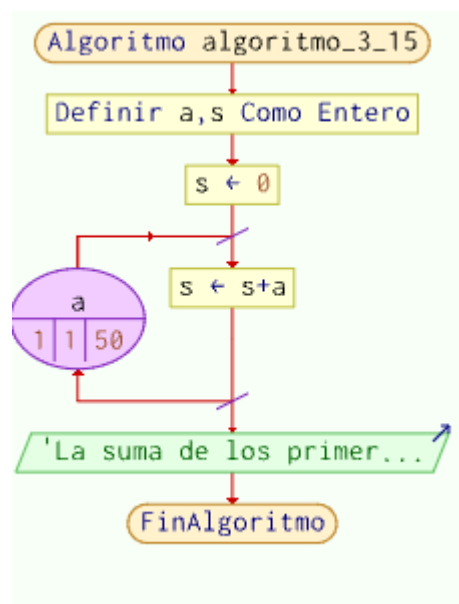 Algoritmo algoritmo_3_15
Definir a,s Como Entero
s ← 0
s ← s+a
a
1 1 50
'La suma de los primer...
FinAlgoritmo